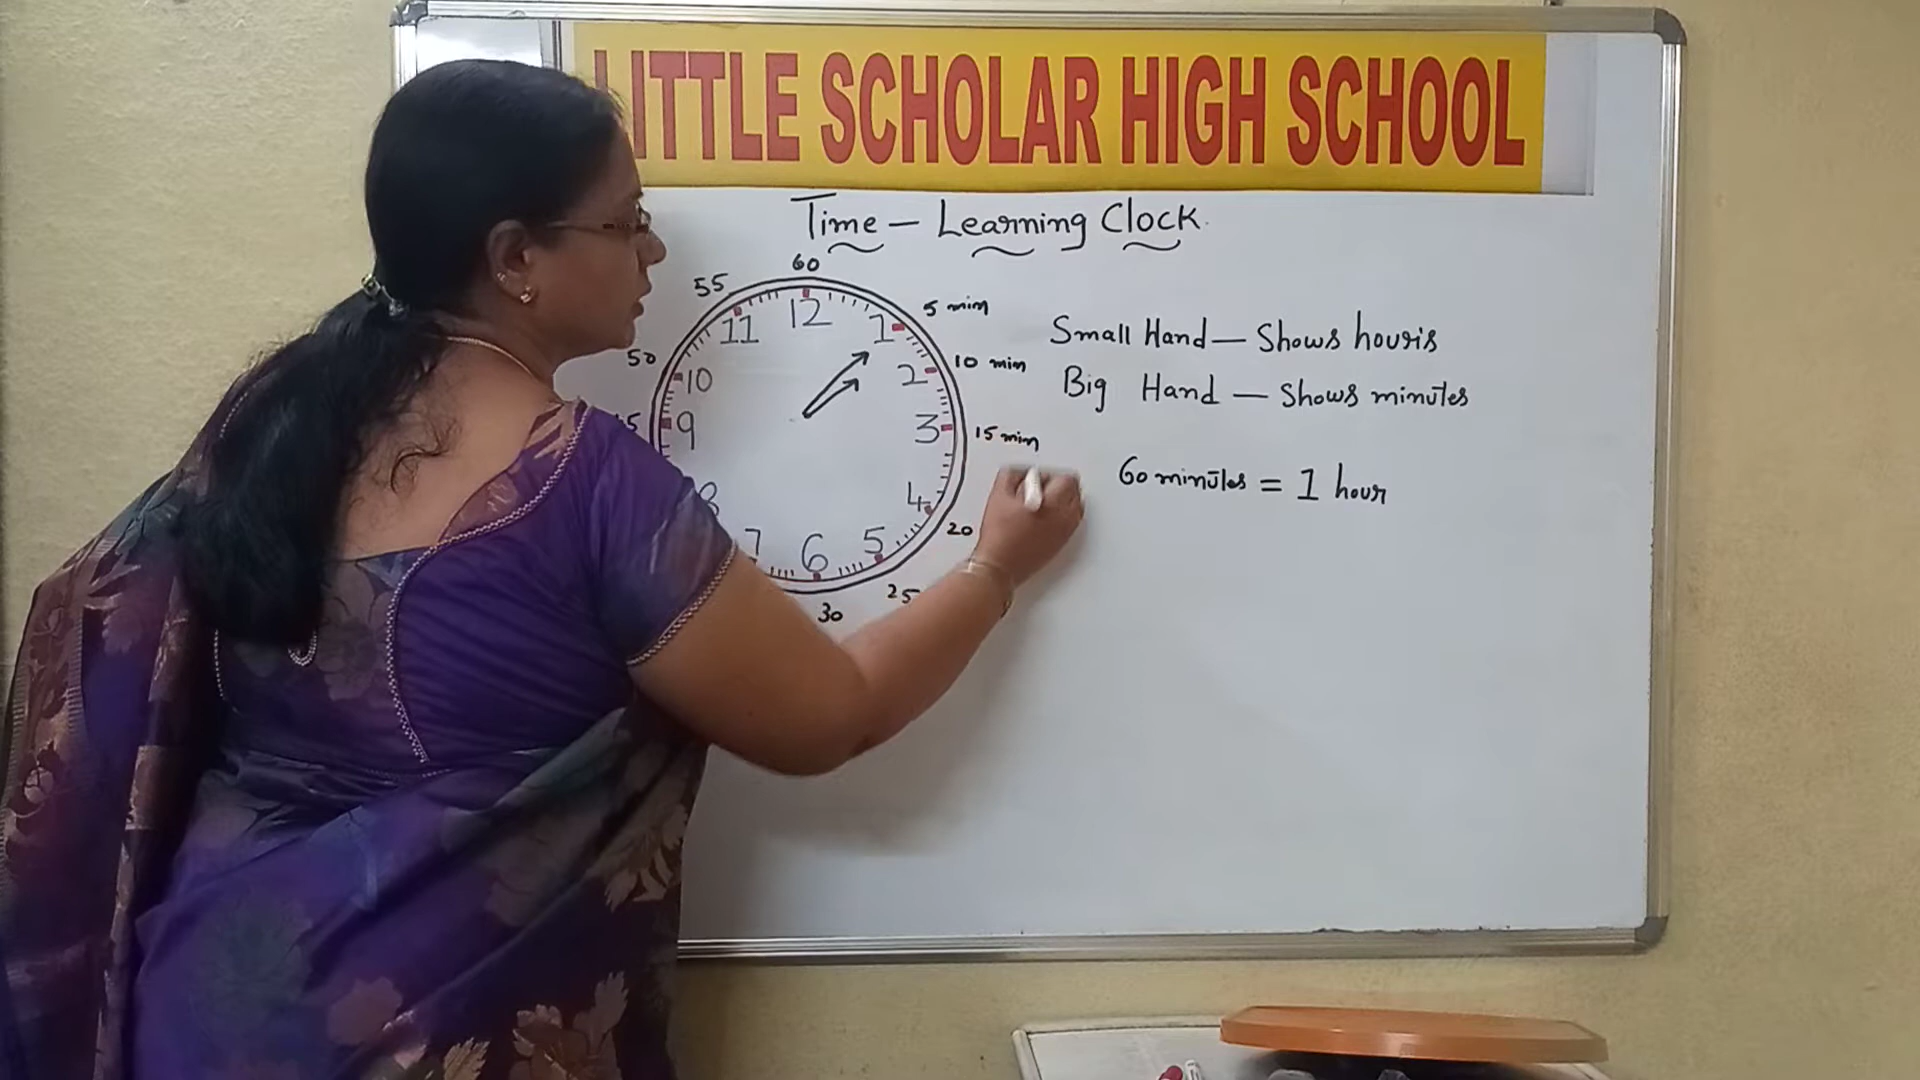 LITTLE SCHOLAR HIGH SCHOOL
Time – Learning Clock.
60
55
5 min
12
11
1
50
10 min
10
2
Small Hand – Shows hours
Big Hand – Shows minutes
9
3
15 min
60 minutes = 1 hour
8
4
20
7
5
6
25
30